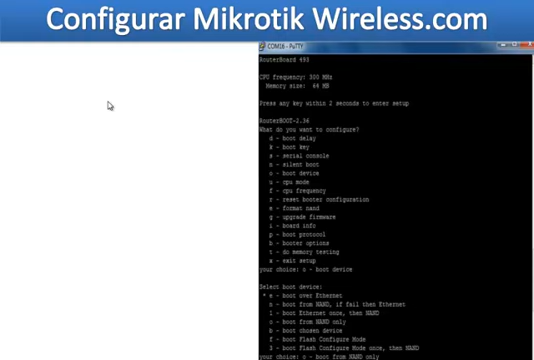 Configurar Mikrotik Wireless.com
COM16 - PuTTY
RouterBoard 493
CPU frequency: 300 MHz
Memory size: 64 MB
Press any key within 2 seconds to enter setup
RouterBOOT-2.36
What do you want to configure?
d - boot delay
k - boot key
s - serial console
n - silent boot
o - boot device
u - cpu mode
f - cpu frequency
r - reset booter configuration
e - format nand
g - upgrade firmware
i - board info
p - boot protocol
b - booter options
t - do memory testing
x - exit setup
your choice: o - boot device
Select boot device:
* e - boot over Ethernet
n - boot from NAND, if fail then Ethernet
1 - boot Ethernet once, then NAND
o - boot from NAND only
b - boot chosen device
f - boot Flash Configure Mode
3 - boot Flash Configure Mode once, then NAND
your choice: o - boot from NAND only